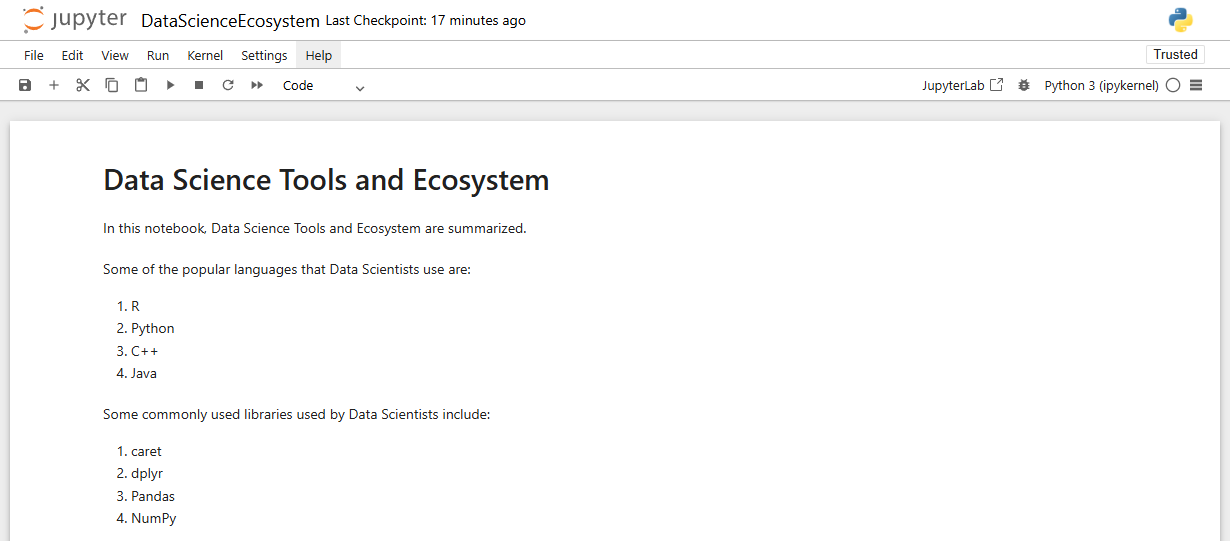 jupyter DataScienceEcosystem Last Checkpoint: 17 minutes ago
File Edit View Run Kernel Settings Help Trusted
Code JupyterLab Python 3 (ipykernel)
Data Science Tools and Ecosystem
In this notebook, Data Science Tools and Ecosystem are summarized.
Some of the popular languages that Data Scientists use are:
1. R
2. Python
3. C++
4. Java
Some commonly used libraries used by Data Scientists include:
1. caret
2. dplyr
3. Pandas
4. NumPy